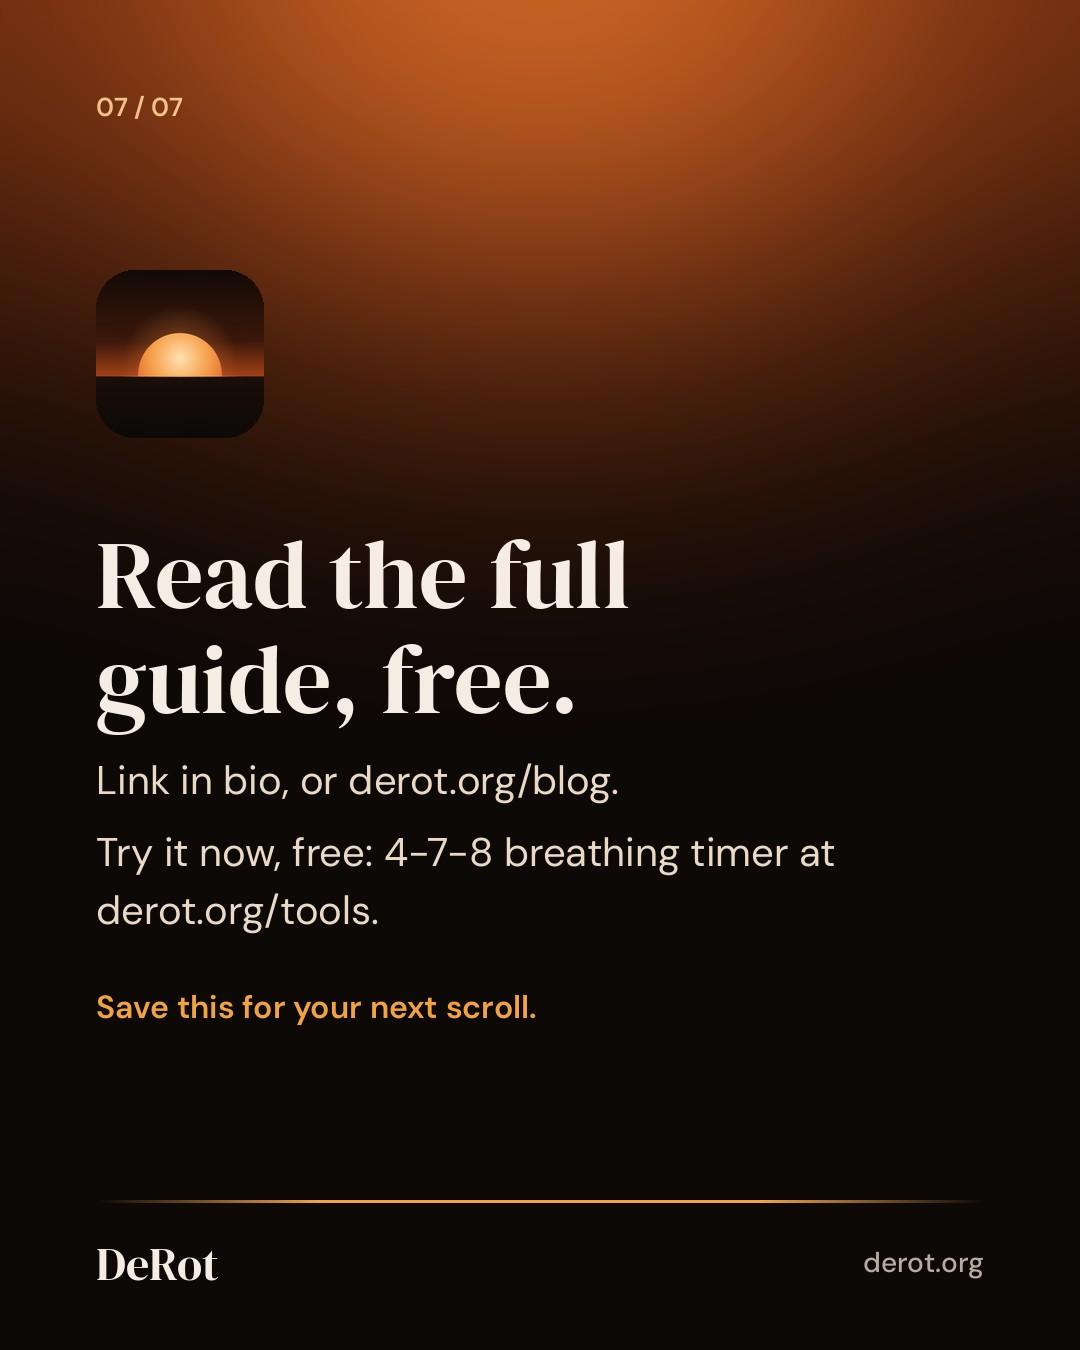 07 / 07
Read the full
guide, free.
Link in bio, or derot.org/blog.
Try it now, free: 4-7-8 breathing timer at
derot.org/tools.
Save this for your next scroll.
DeRot
derot.org